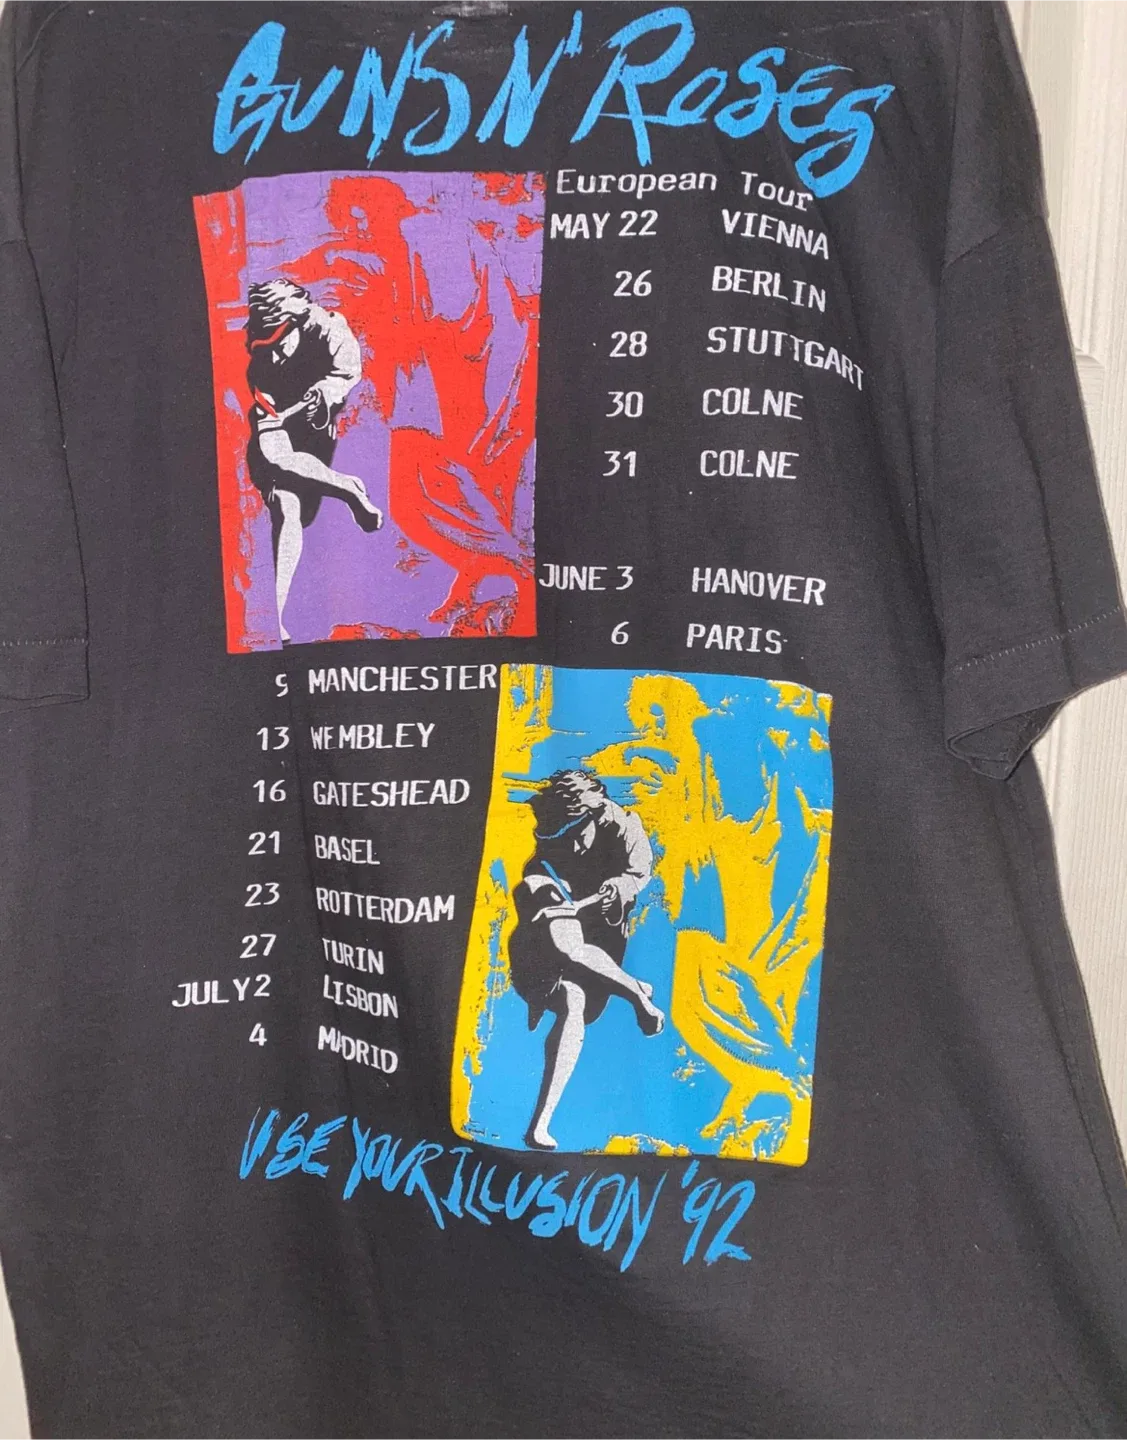 GUNS N' ROSES
European Tour
MAY 22 VIENNA
26 BERLIN
28 STUTTGART
30 COLNE
31 COLNE
JUNE 3 HANOVER
6 PARIS
9 MANCHESTER
13 WEMBLEY
16 GATESHEAD
21 BASEL
23 ROTTERDAM
27 TURIN
JULY 2 LISBON
4 MADRID
USE YOUR ILLUSION '92